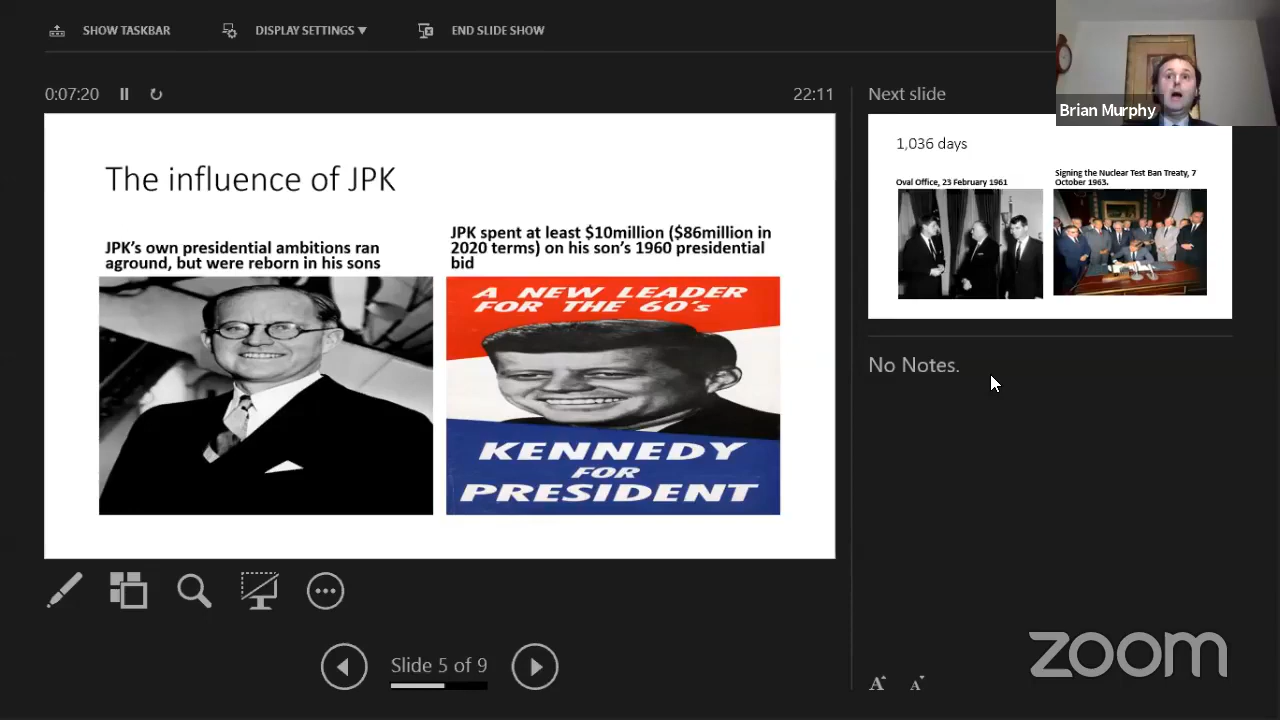 SHOW TASKBAR
DISPLAY SETTINGS
END SLIDE SHOW
Brian Murphy
0:07:20
22:11
Next slide
The influence of JPK
JPK's own presidential ambitions ran
aground, but were reborn in his sons
JPK spent at least $10million ($86million in
2020 terms) on his son's 1960 presidential
bid
A NEW LEADER
FOR THE 60's
KENNEDY
FOR
PRESIDENT
1,036 days
Oval Office, 23 February 1961
Signing the Nuclear Test Ban Treaty, 7
October 1963.
No Notes.
Slide 5 of 9
A A
zoom